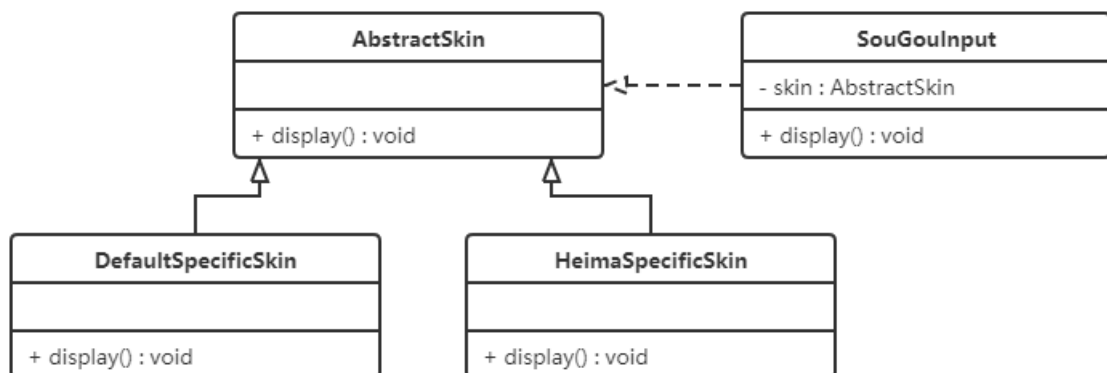 AbstractSkin
+ display() : void
SouGouInput
- skin : AbstractSkin
+ display() : void
DefaultSpecificSkin
+ display() : void
HeimaSpecificSkin
+ display() : void